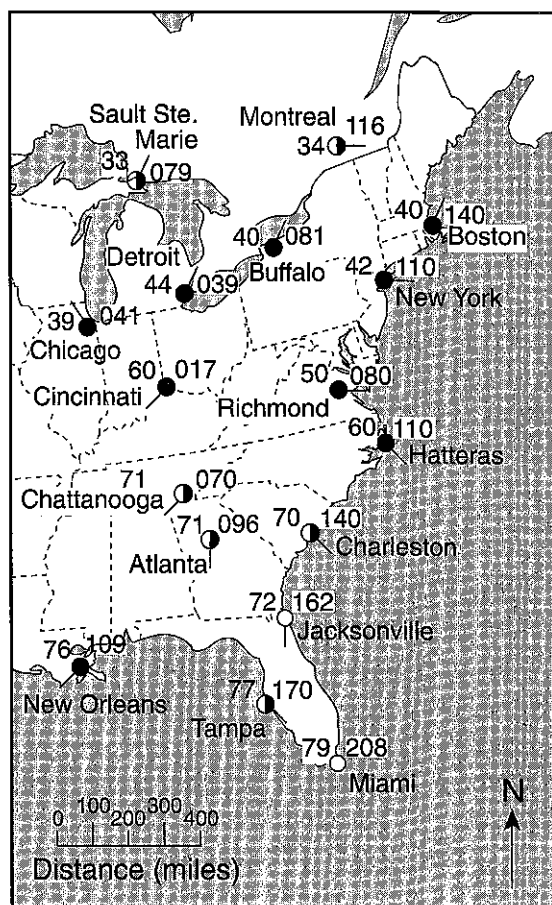 Sault Ste.
Marie
33 079
Montreal 116
34
40 140
Boston
Detroit
40 081
Buffalo
44 039
42 110
New York
39 041
Chicago
60 017
Cincinnati
50 080
Richmond
60 110
Hatteras
71 070
Chattanooga
71 096
Atlanta
70 140
Charleston
72 162
Jacksonville
76 109
New Orleans
77 170
Tampa
79 208
Miami
N
100 300
0 200 400
Distance (miles)